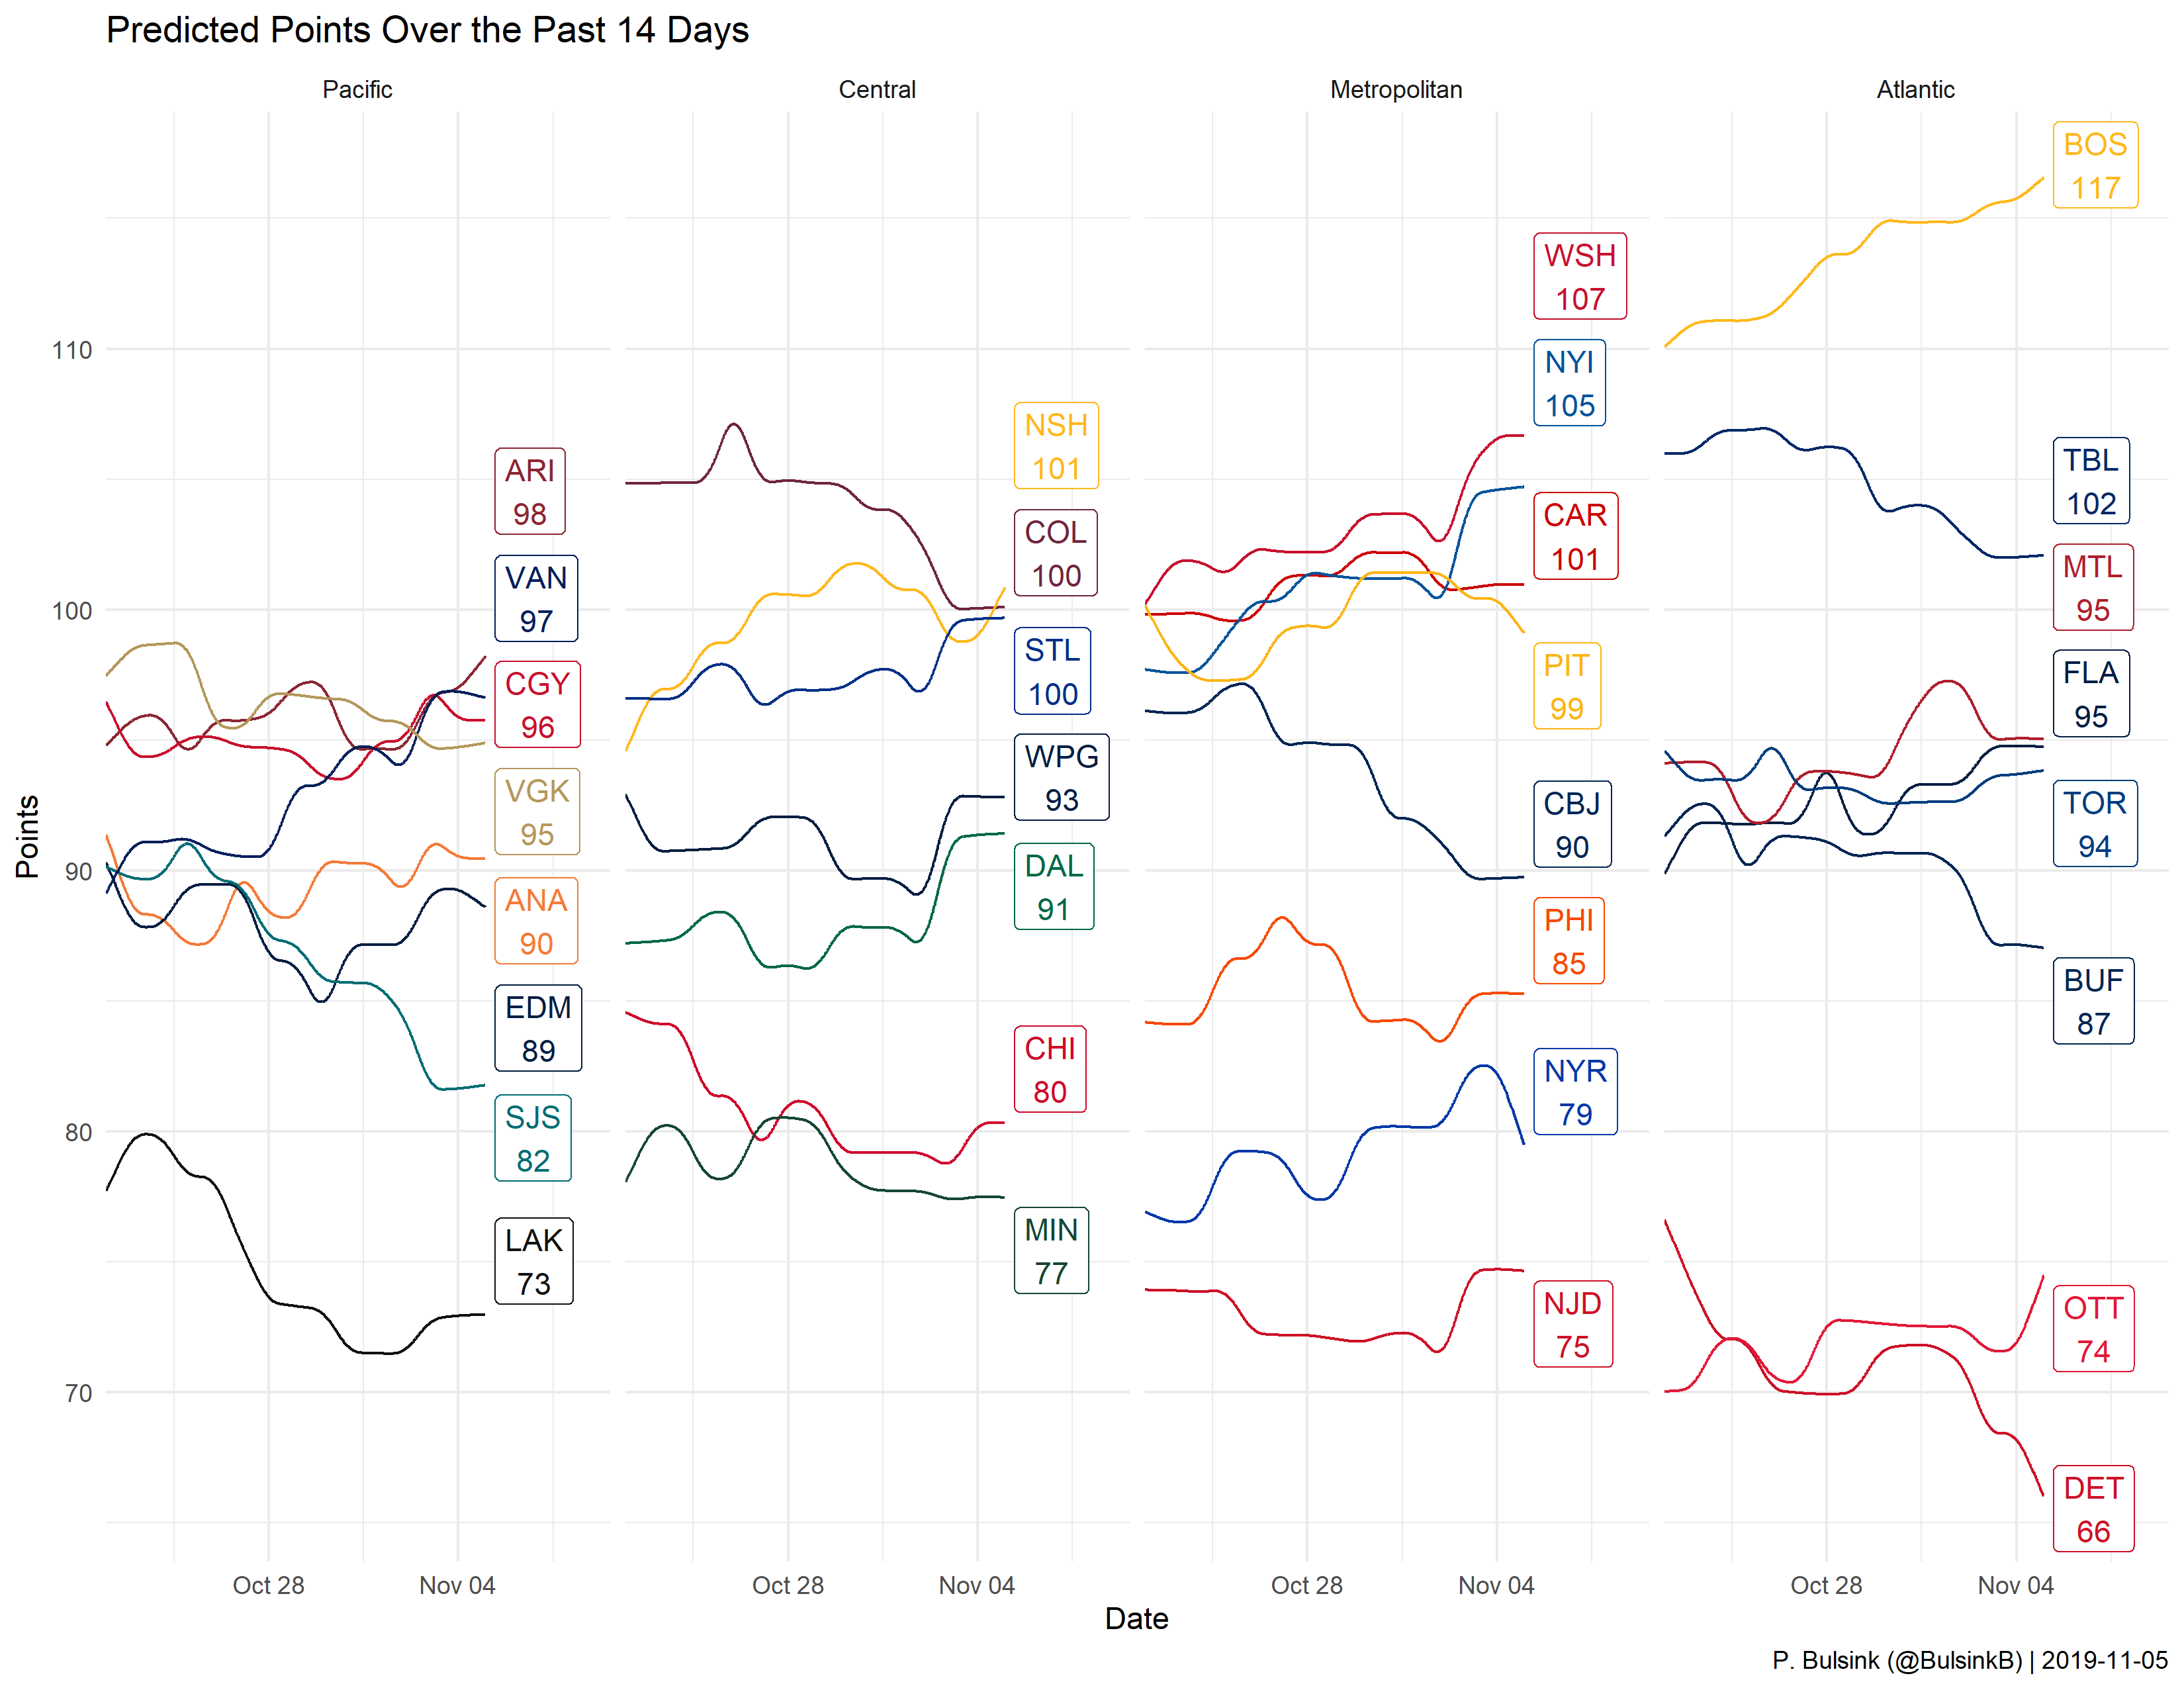 Predicted Points Over the Past 14 Days
Pacific
Central
Metropolitan
Atlantic
Points
110
100
90
80
70
ARI
98
VAN
97
CGY
96
VGK
95
ANA
90
EDM
89
SJS
82
LAK
73
NSH
101
COL
100
STL
100
WPG
93
DAL
91
CHI
80
MIN
77
WSH
107
NYI
105
CAR
101
PIT
99
CBJ
90
PHI
85
NYR
79
NJD
75
BOS
117
TBL
102
MTL
95
FLA
95
TOR
94
BUF
87
OTT
74
DET
66
Oct 28
Nov 04
Oct 28
Nov 04
Oct 28
Nov 04
Oct 28
Nov 04
Date
P. Bulsink (@BulsinkB) | 2019-11-05